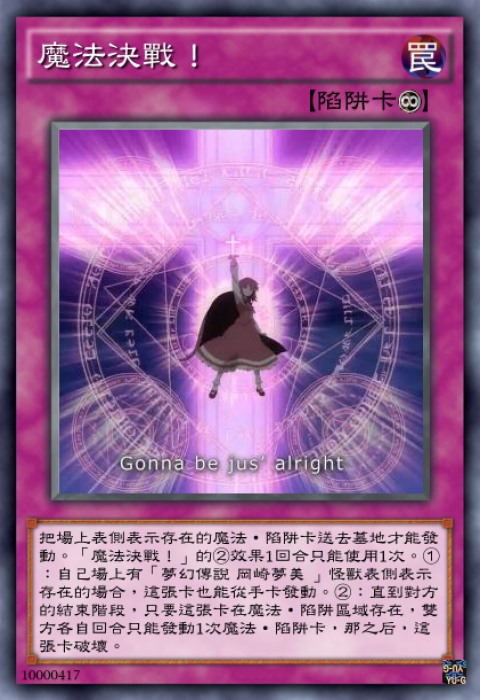 魔法決戰！
罠
【陷阱卡♾】
Gonna be jus' alright
把場上表側表示存在的魔法・陷阱卡送去墓地才能發
動。「魔法決戰！」的②效果1回合只能使用1次。①
：自己場上有「夢幻傳說 岡崎夢美 」怪獸表側表示
存在的場合，這張卡也能從手卡發動。②：直到對方
的結束階段，只要這張卡在魔法・陷阱區域存在，雙
方各自回合只能發動1次魔法・陷阱卡，那之后，這
張卡破壞。
10000417